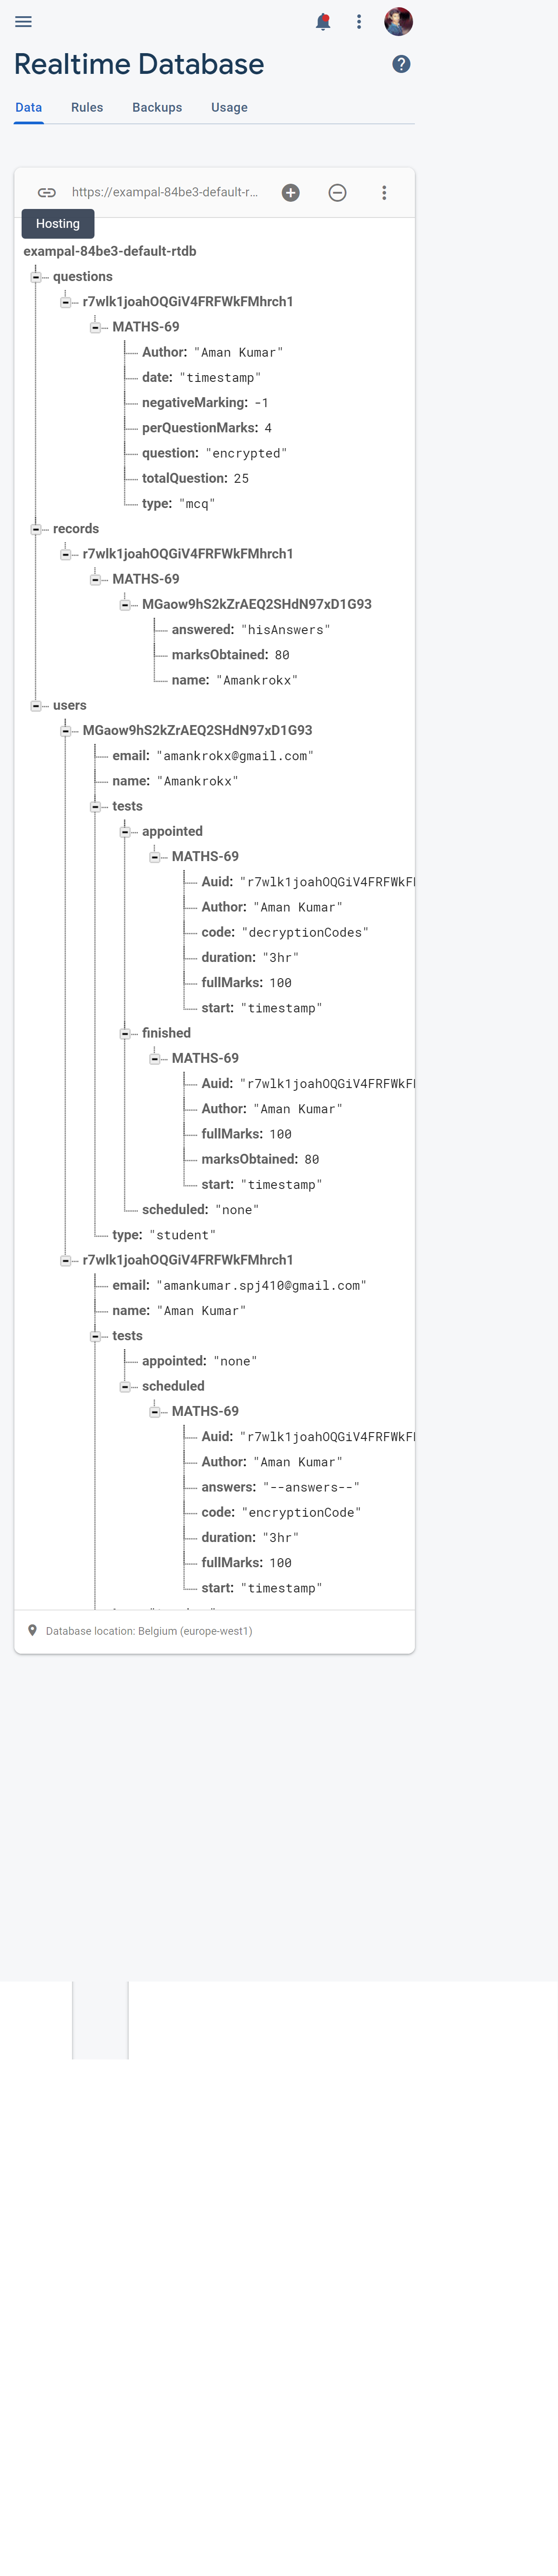 Realtime Database
Data Rules Backups Usage
https://exampal-84be3-default-r...
Hosting
exampal-84be3-default-rtdb
questions
r7wlk1joahOQGiV4FRFWkFMhrch1
MATHS-69
Author: "Aman Kumar"
date: "timestamp"
negativeMarking: -1
perQuestionMarks: 4
question: "encrypted"
totalQuestion: 25
type: "mcq"
records
r7wlk1joahOQGiV4FRFWkFMhrch1
MATHS-69
MGaow9hS2kZrAEQ2SHdN97xD1G93
answered: "hisAnswers"
marksObtained: 80
name: "Amankrokx"
users
MGaow9hS2kZrAEQ2SHdN97xD1G93
email: "amankrokx@gmail.com"
name: "Amankrokx"
tests
appointed
MATHS-69
Auid: "r7wlk1joahOQGiV4FRFWkF
Author: "Aman Kumar"
code: "decryptionCodes"
duration: "3hr"
fullMarks: 100
start: "timestamp"
finished
MATHS-69
Auid: "r7wlk1joahOQGiV4FRFWkF
Author: "Aman Kumar"
fullMarks: 100
marksObtained: 80
start: "timestamp"
scheduled: "none"
type: "student"
r7wlk1joahOQGiV4FRFWkFMhrch1
email: "amankumar.spj410@gmail.com"
name: "Aman Kumar"
tests
appointed: "none"
scheduled
MATHS-69
Auid: "r7wlk1joahOQGiV4FRFWkF
Author: "Aman Kumar"
answers: "--answers--"
code: "encryptionCode"
duration: "3hr"
fullMarks: 100
start: "timestamp"
Database location: Belgium (europe-west1)